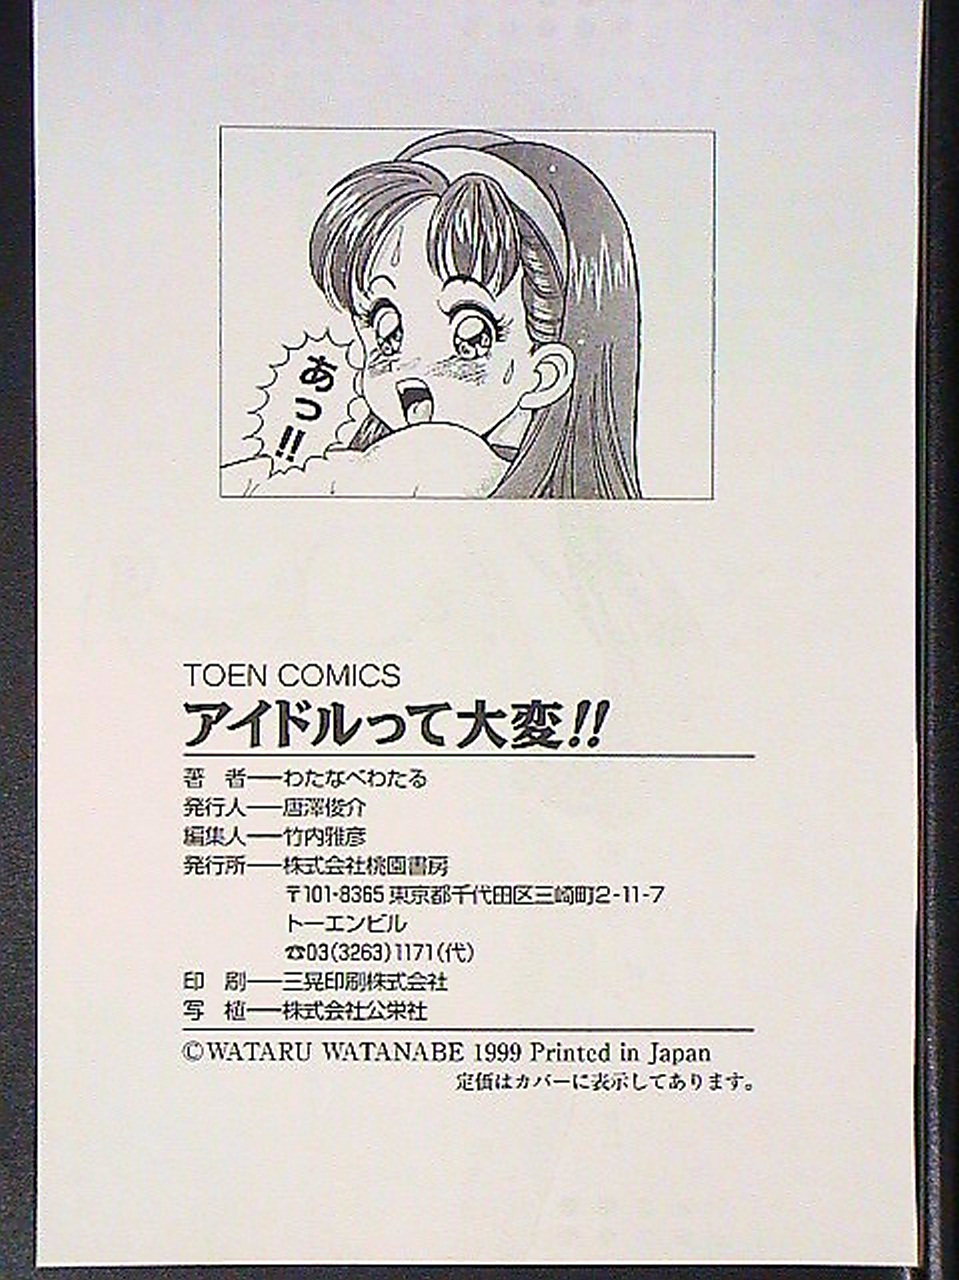 あっ!!
TOEN COMICS
アイドルって大変!!
著　者──わたなべわたる
発行人──唐澤俊介
編集人──竹内雅彦
発行所──株式会社桃園書房
〒101-8365 東京都千代田区三崎町2-11-7
トーエンビル
☎03(3263)1171(代)
印　刷──三晃印刷株式会社
写　植──株式会社公栄社
©WATARU WATANABE 1999 Printed in Japan
定価はカバーに表示してあります。